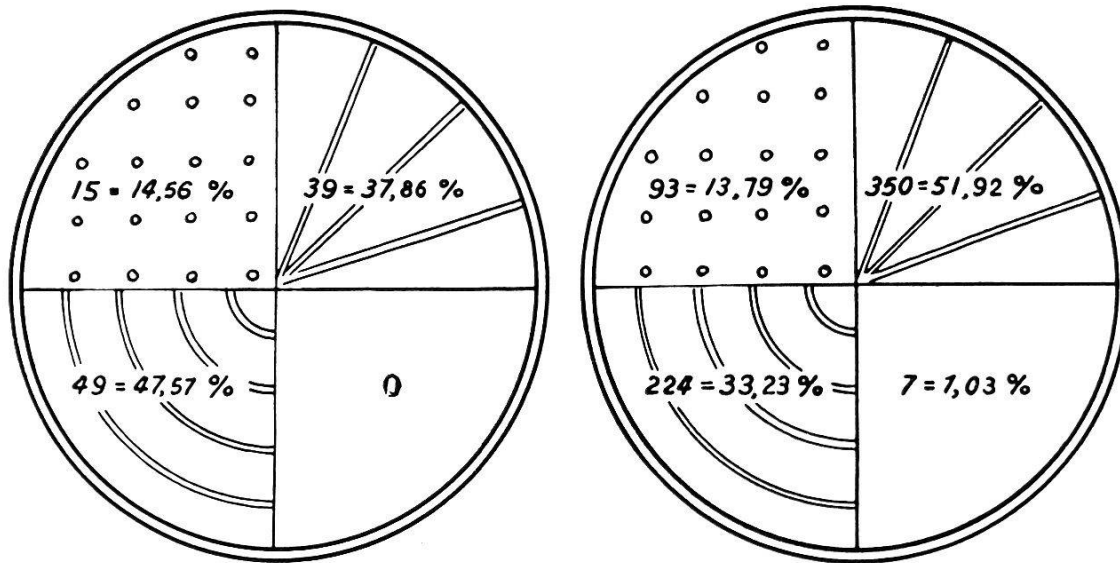 15 = 14,56 %
39 = 37,86 %
49 = 47,57 %
0
93 = 13,79 %
350 = 51,92 %
224 = 33,23 %
7 = 1,03 %